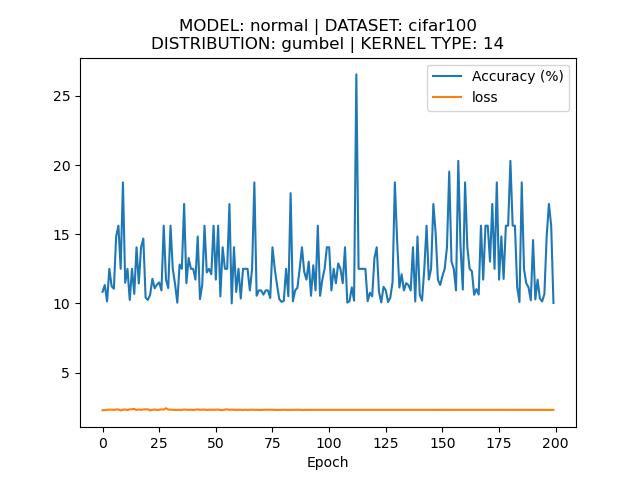 MODEL: normal | DATASET: cifar100
DISTRIBUTION: gumbel | KERNEL TYPE: 14
Accuracy (%)
loss
25
20
15
10
5
0 25 50 75 100 125 150 175 200
Epoch